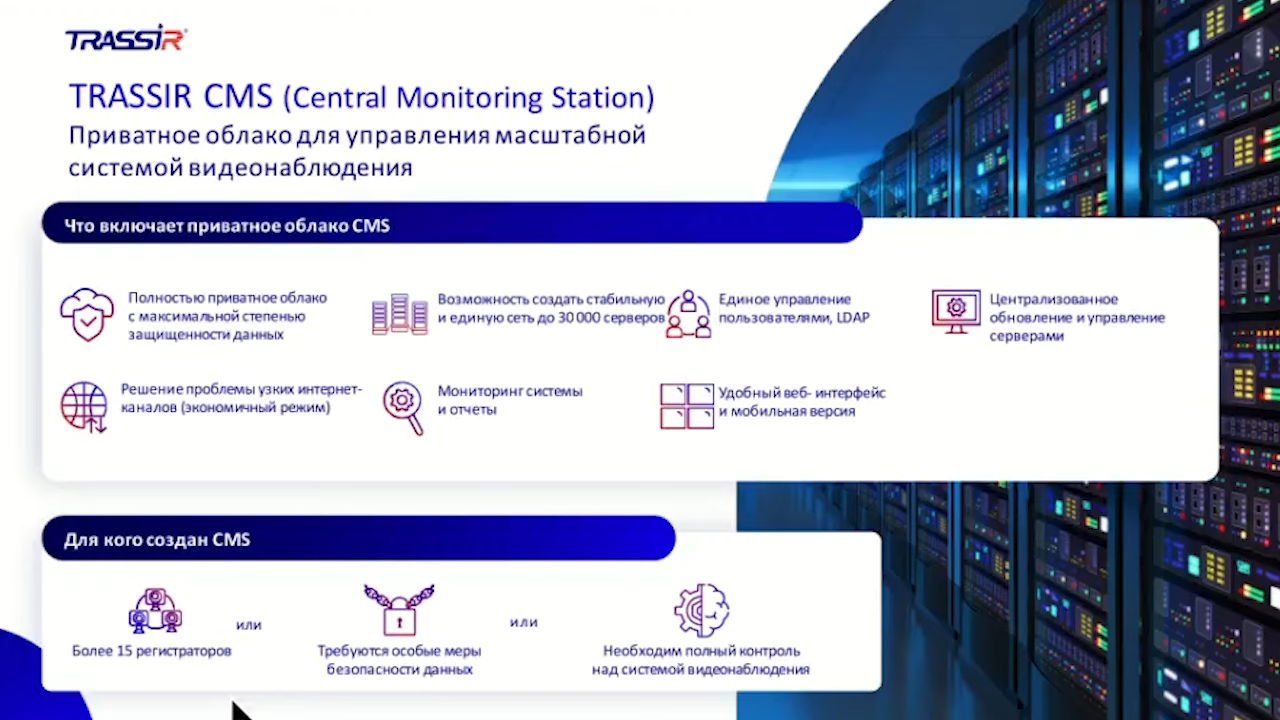 TRASSIR
TRASSIR CMS (Central Monitoring Station)
Приватное облако для управления масштабной
системой видеонаблюдения
Что включает приватное облако CMS
Полностью приватное облако
с максимальной степенью
защищенности данных
Возможность создать стабильную
и единую сеть до 30 000 серверов
Единое управление
пользователями, LDAP
Централизованное
обновление и управление
серверами
Решение проблемы узких интернет-
каналов (экономичный режим)
Мониторинг системы
и отчеты
Удобный веб- интерфейс
и мобильная версия
Для кого создан CMS
Более 15 регистраторов
или
Требуются особые меры
безопасности данных
или
Необходим полный контроль
над системой видеонаблюдения